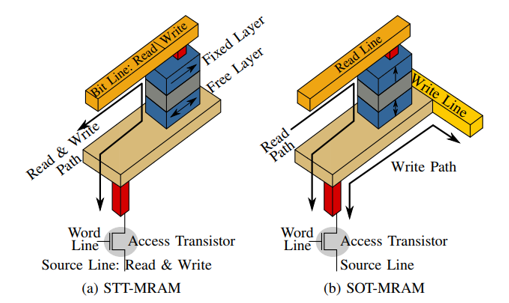 Bit Line: Read\Write
Fixed Layer
Free Layer
Read & Write
Path
Word
Line
Access Transistor
Source Line: Read & Write
(a) STT-MRAM
Read Line
Write Line
Read
Path
Write Path
Word
Line
Access Transistor
Source Line
(b) SOT-MRAM